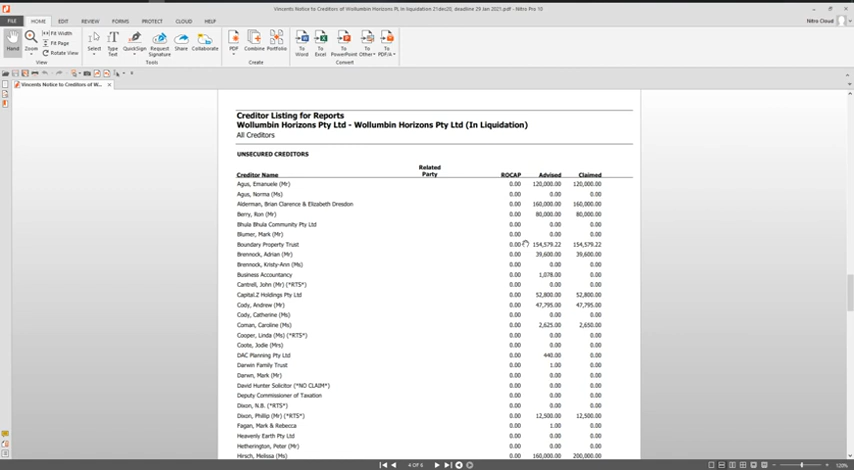 Vincents Notice to Creditors of Wollumbin Horizons PL in liquidation 21dec20, deadline 29 Jan 2021.pdf - Nitro Pro 10
FILE HOME EDIT REVIEW FORMS PROTECT CLOUD HELP Nitro Cloud
Hand Zoom Fit Width Fit Page Rotate View Select Type Text QuickSign Request Signature Share Collaborate PDF Combine Portfolio To Word To Excel To PowerPoint To Other To PDF/A
View Tools Create Convert
Vincents Notice to Creditors of W...
Creditor Listing for Reports
Wollumbin Horizons Pty Ltd - Wollumbin Horizons Pty Ltd (In Liquidation)
All Creditors
UNSECURED CREDITORS
Creditor Name Related Party ROCAP Advised Claimed
Agus, Emanuele (Mr) 0.00 120,000.00 120,000.00
Agus, Norma (Ms) 0.00 0.00 0.00
Alderman, Brian Clarence & Elizabeth Dresdon 0.00 160,000.00 160,000.00
Berry, Ron (Mr) 0.00 80,000.00 80,000.00
Bhula Bhula Community Pty Ltd 0.00 0.00 0.00
Blumer, Mark (Mr) 0.00 0.00 0.00
Boundary Property Trust 0.00 154,579.22 154,579.22
Brennock, Adrian (Mr) 0.00 39,600.00 39,600.00
Brennock, Kristy-Ann (Ms) 0.00 0.00 0.00
Business Accountancy 0.00 1,078.00 0.00
Cantrell, John (Mr) (*RTS*) 0.00 0.00 0.00
Capital.Z Holdings Pty Ltd 0.00 52,800.00 52,800.00
Cody, Andrew (Mr) 0.00 47,795.00 47,795.00
Cody, Catherine (Ms) 0.00 0.00 0.00
Coman, Caroline (Ms) 0.00 2,625.00 2,650.00
Cooper, Linda (Ms) (*RTS*) 0.00 0.00 0.00
Coote, Jodie (Mrs) 0.00 0.00 0.00
DAC Planning Pty Ltd 0.00 440.00 0.00
Darwin Family Trust 0.00 1.00 0.00
Darwn, Mark (Mr) 0.00 0.00 0.00
David Hunter Solicitor (*NO CLAIM*) 0.00 0.00 0.00
Deputy Commissioner of Taxation 0.00 0.00 0.00
Dixon, N.B. (*RTS*) 0.00 0.00 0.00
Dixon, Phillip (Mr) (*RTS*) 0.00 12,500.00 12,500.00
Fagan, Mark & Rebecca 0.00 1.00 0.00
Heavenly Earth Pty Ltd 0.00 0.00 0.00
Hetherington, Peter (Mr) 0.00 0.00 0.00
Hirsch, Melissa (Ms) 0.00 160,000.00 200,000.00
4 OF 6
120%